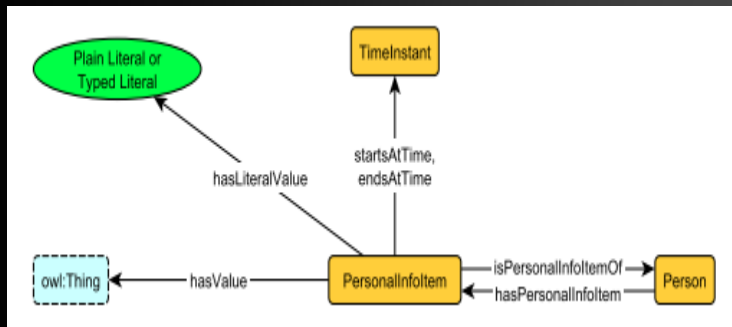 Plain Literal or
Typed Literal
TimeInstant
startsAtTime,
endsAtTime
hasLiteralValue
owl:Thing
hasValue
PersonalInfoItem
isPersonalInfoItemOf
hasPersonalInfoItem
Person